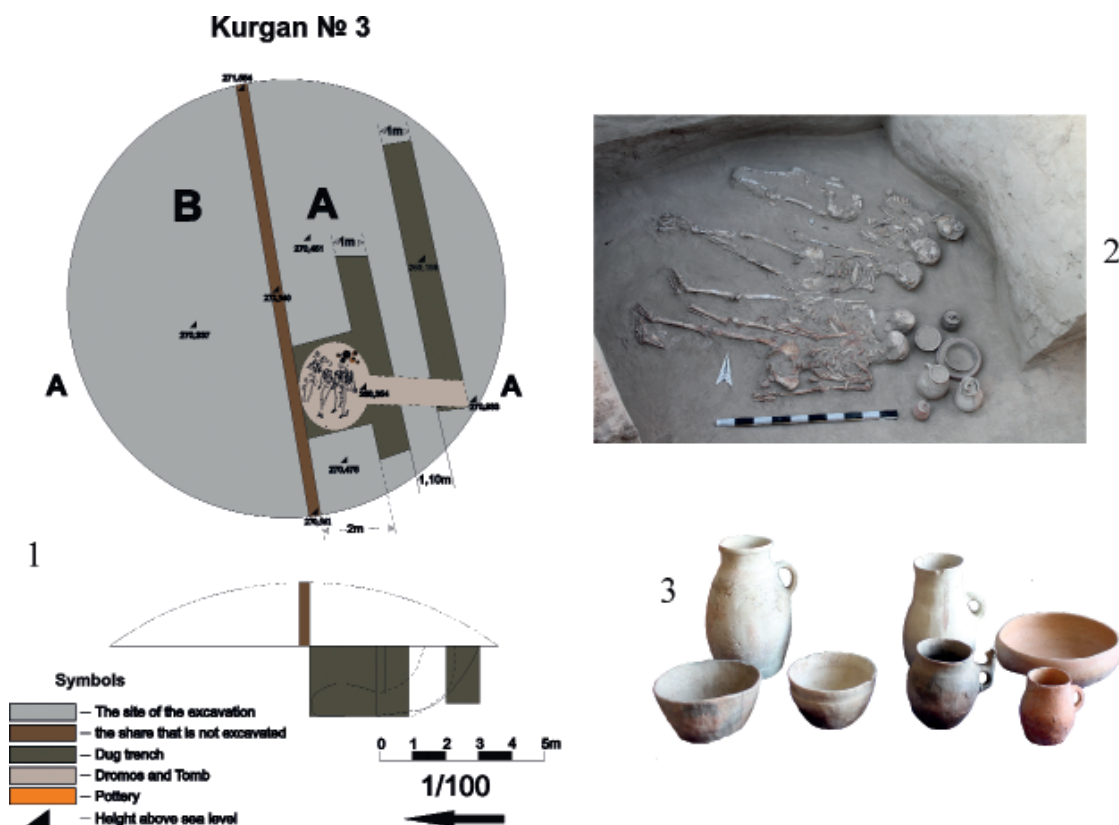 Kurgan № 3
1m
B
A
1m
A
A
1,10m
2m
1
2
3
Symbols
– The site of the excavation
– the share that is not excavated
– Dug trench
– Dromos and Tomb
– Pottery
– Height above sea level
0 1 2 3 4 5m
1/100